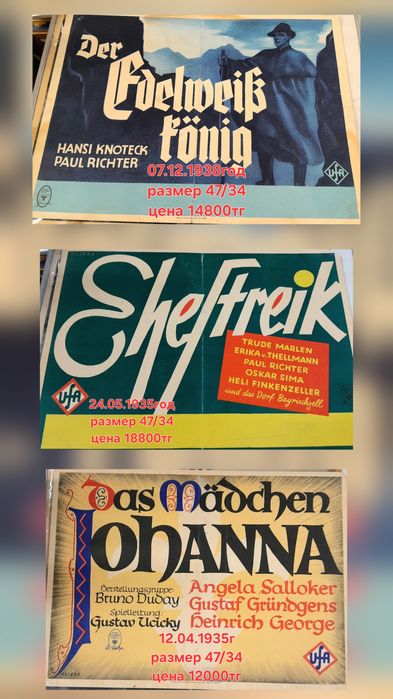 Der
Edelweiß
könig
HANSI KNOTECK
PAUL RICHTER
Ufa
07.12.1938год
размер 47/34
цена 14800тг
Ehestreik
TRUDE MARLEN
ERIKA v. THELLMANN
PAUL RICHTER
OSKAR SIMA
HELI FINKENZELLER
und das Dorf Bayrischzell
Ufa
24.05.1935год
размер 47/34
цена 18800тг
Das Mädchen
Johanna
Herstellungsgruppe:
Bruno Duday
Spielleitung:
Gustav Ucicky
Angela Salloker
Gustaf Gründgens
Heinrich George
Ufa
12.04.1935г
размер 47/34
цена 12000тг